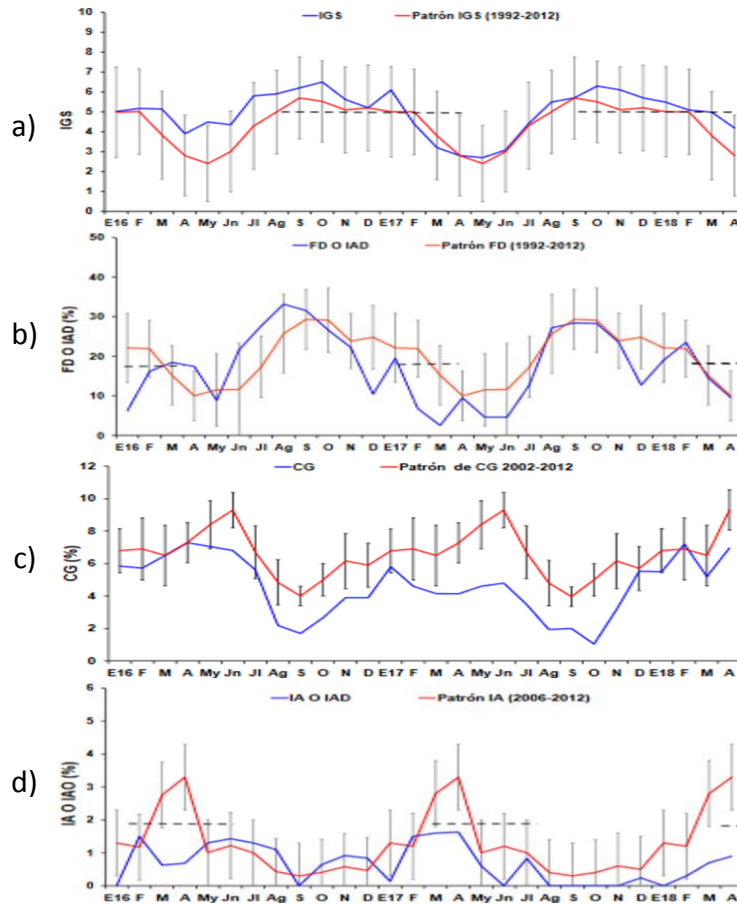 a)
IGS
Patrón IGS (1992-2012)
IGS
10
9
8
7
6
5
4
3
2
1
0
E16 F M A My Jn Jl Ag S O N D E17 F M A My Jn Jl Ag S O N D E18 F M A
b)
FD O IAD
Patrón FD (1992-2012)
FD O IAD (%)
50
40
30
20
10
0
E16 F M A My Jn Jl Ag S O N D E17 F M A My Jn Jl Ag S O N D E18 F M A
c)
CG
Patrón de CG 2002-2012
CG (%)
12
10
8
6
4
2
0
E16 F M A My Jn Jl Ag S O N D E17 F M A My Jn Jl Ag S O N D E18 F M A
d)
IA O IAD
Patrón IA (2006-2012)
IA O IAO (%)
6
5
4
3
2
1
0
E16 F M A My Jn Jl Ag S O N D E17 F M A My Jn Jl Ag S O N D E18 F M A